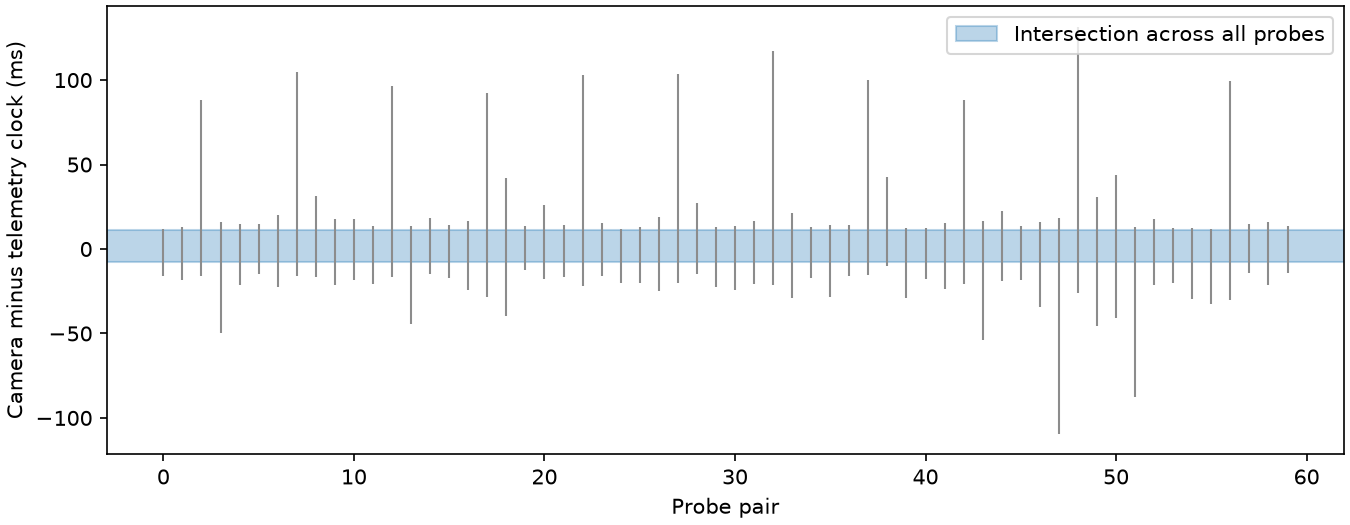 Camera minus telemetry clock (ms)
100
50
0
−50
−100
Intersection across all probes
0 10 20 30 40 50 60
Probe pair